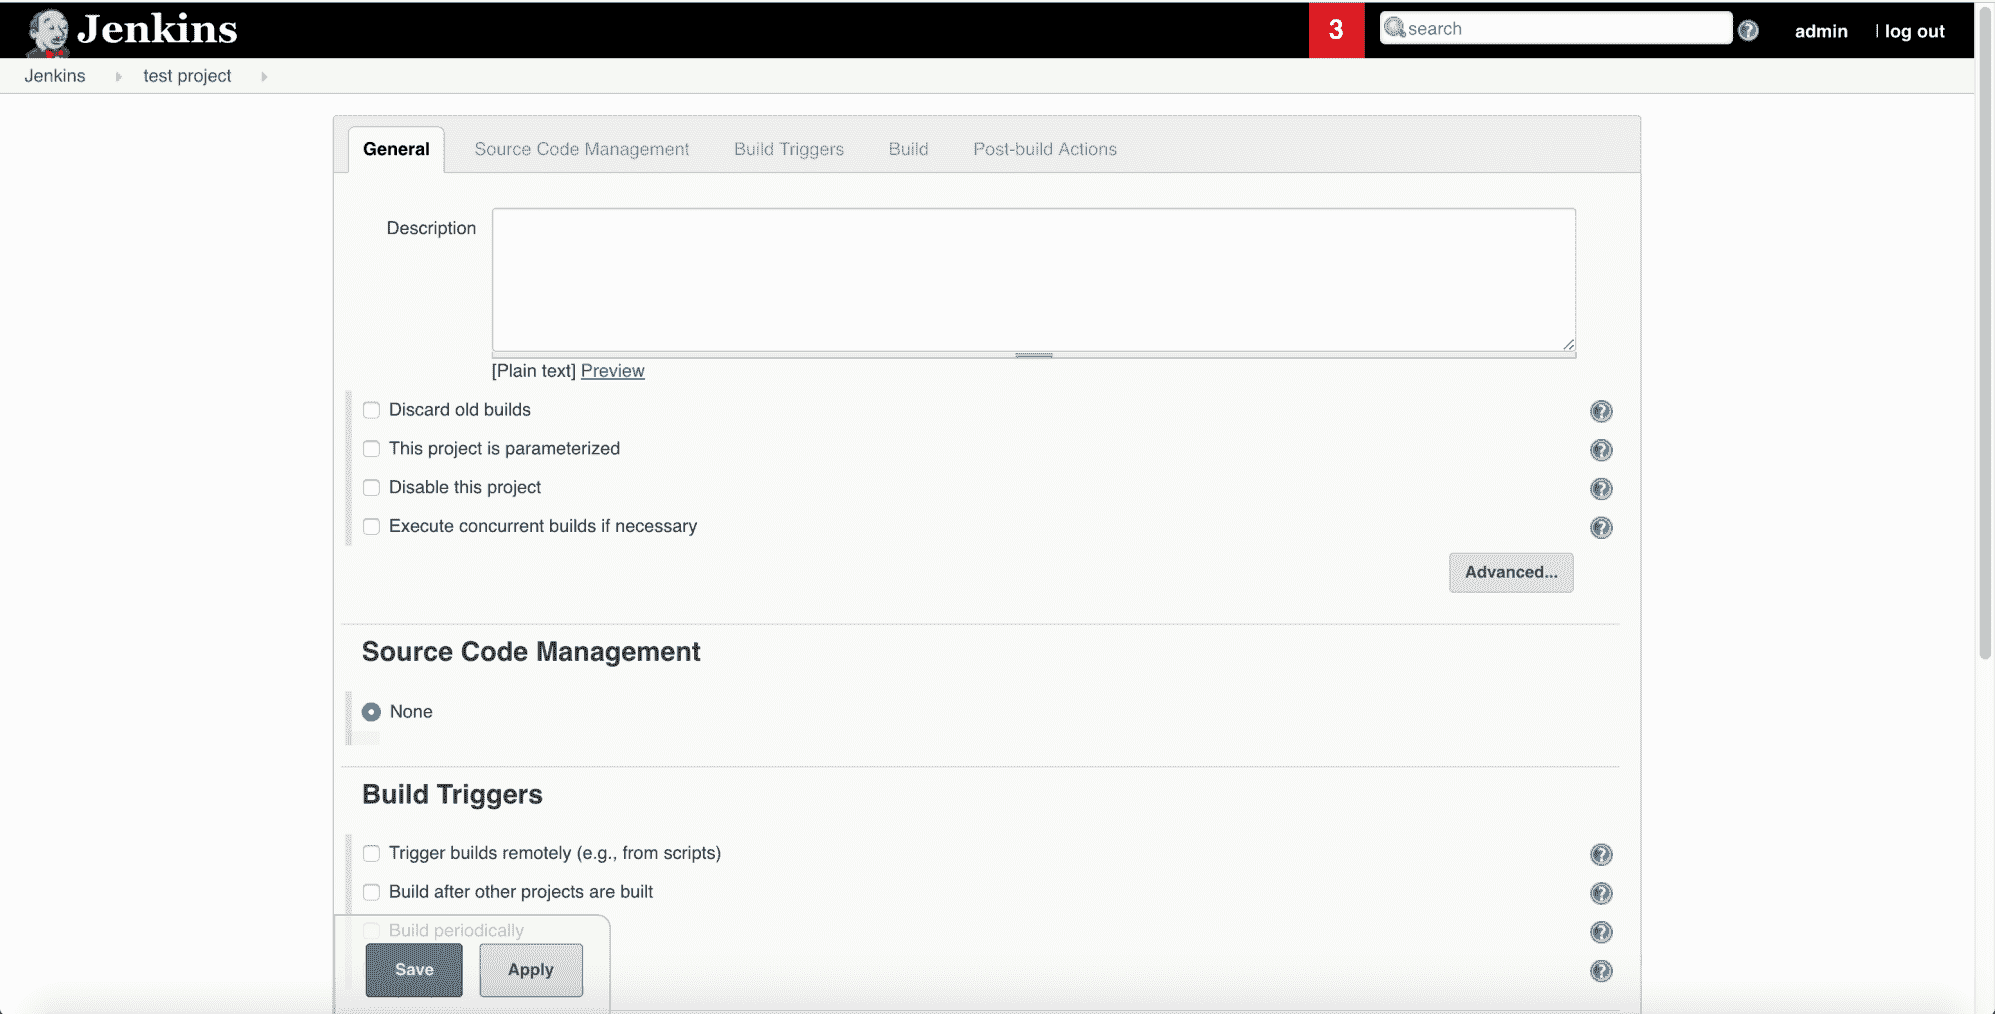 Jenkins
3
search
admin
| log out
Jenkins
test project
General
Source Code Management
Build Triggers
Build
Post-build Actions
Description
[Plain text] Preview
Discard old builds
This project is parameterized
Disable this project
Execute concurrent builds if necessary
Advanced...
Source Code Management
None
Build Triggers
Trigger builds remotely (e.g., from scripts)
Build after other projects are built
Build periodically
Save
Apply